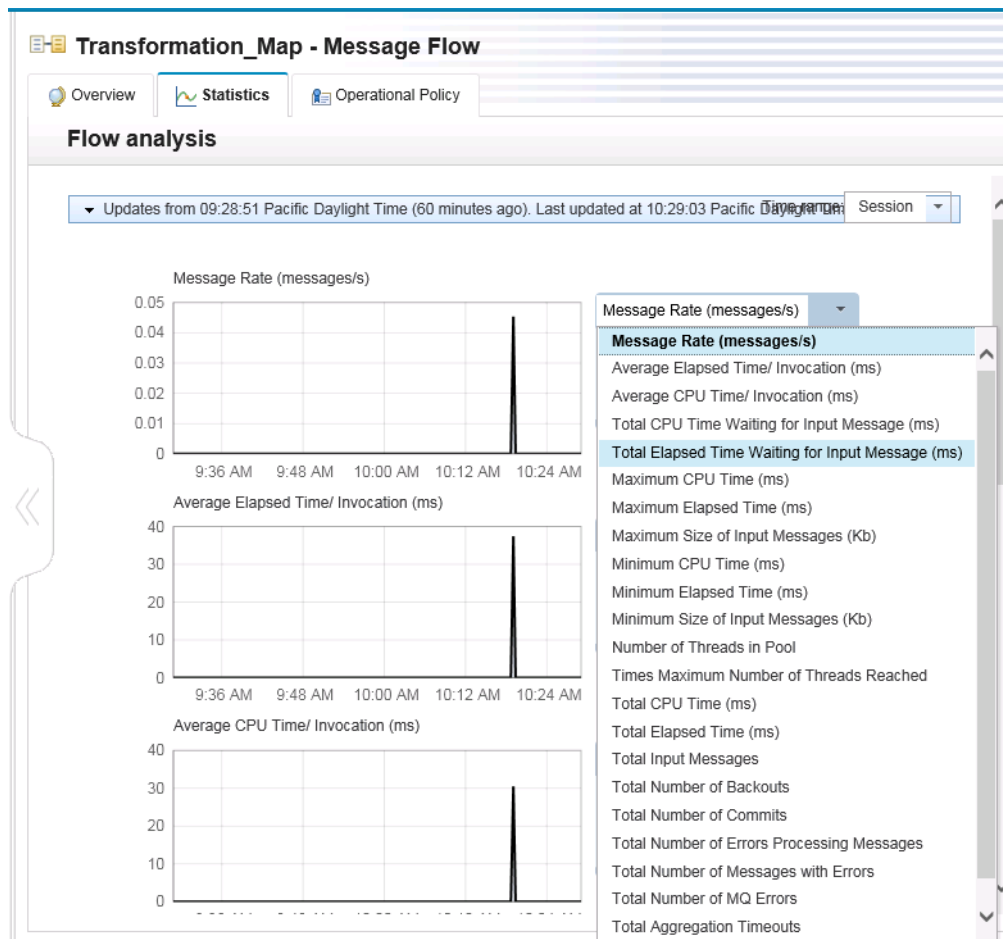 Transformation_Map - Message Flow
Overview
Statistics
Operational Policy
Flow analysis
Updates from 09:28:51 Pacific Daylight Time (60 minutes ago). Last updated at 10:29:03 Pacific Daylight Time
Time range:
Session
Message Rate (messages/s)
0.05
0.04
0.03
0.02
0.01
0
9:36 AM 9:48 AM 10:00 AM 10:12 AM 10:24 AM
Average Elapsed Time/ Invocation (ms)
40
30
20
10
0
9:36 AM 9:48 AM 10:00 AM 10:12 AM 10:24 AM
Average CPU Time/ Invocation (ms)
40
30
20
10
0
Message Rate (messages/s)
Message Rate (messages/s)
Average Elapsed Time/ Invocation (ms)
Average CPU Time/ Invocation (ms)
Total CPU Time Waiting for Input Message (ms)
Total Elapsed Time Waiting for Input Message (ms)
Maximum CPU Time (ms)
Maximum Elapsed Time (ms)
Maximum Size of Input Messages (Kb)
Minimum CPU Time (ms)
Minimum Elapsed Time (ms)
Minimum Size of Input Messages (Kb)
Number of Threads in Pool
Times Maximum Number of Threads Reached
Total CPU Time (ms)
Total Elapsed Time (ms)
Total Input Messages
Total Number of Backouts
Total Number of Commits
Total Number of Errors Processing Messages
Total Number of Messages with Errors
Total Number of MQ Errors
Total Aggregation Timeouts